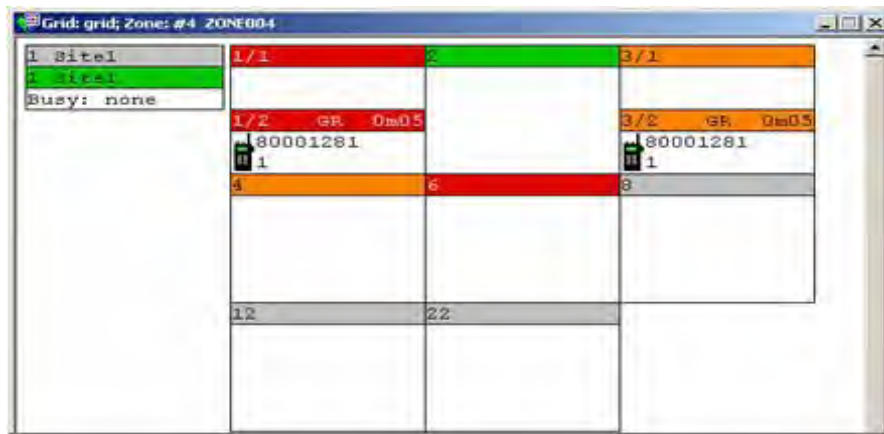 Grid: grid; Zone: #4 ZONE004
1 Site1
1 Site1
Busy: none
1/1
2
3/1
1/2 GR 0m05
80001281
1
3/2 GR 0m05
80001281
1
4
6
8
12
22